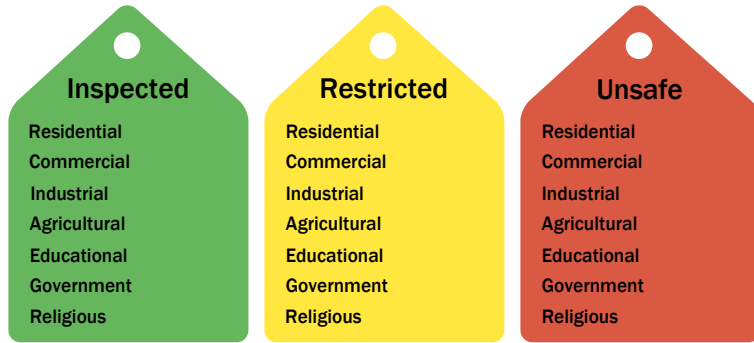 Inspected
Residential
Commercial
Industrial
Agricultural
Educational
Government
Religious
Restricted
Residential
Commercial
Industrial
Agricultural
Educational
Government
Religious
Unsafe
Residential
Commercial
Industrial
Agricultural
Educational
Government
Religious